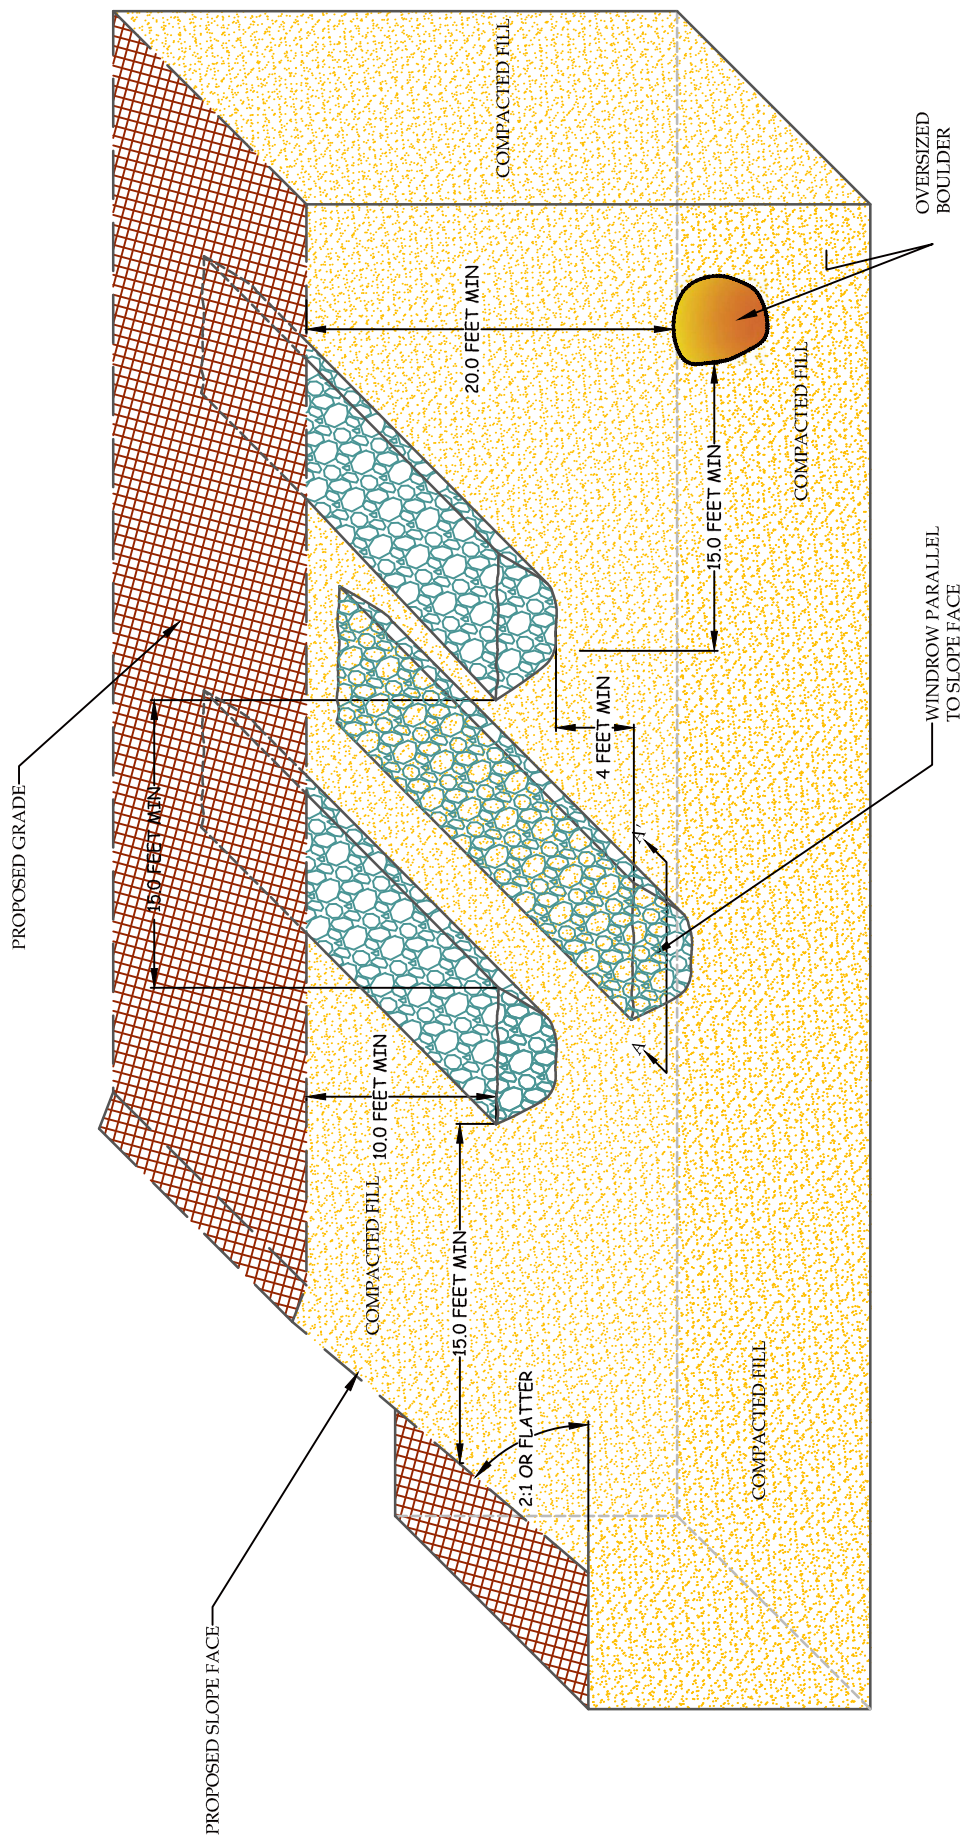 PROPOSED SLOPE FACE
PROPOSED GRADE
15.0 FEET MIN
COMPACTED FILL
10.0 FEET MIN
15.0 FEET MIN
2:1 OR FLATTER
COMPACTED FILL
20.0 FEET MIN
4 FEET MIN
A
A
15.0 FEET MIN
COMPACTED FILL
COMPACTED FILL
WINDROW PARALLEL
TO SLOPE FACE
OVERSIZED
BOULDER